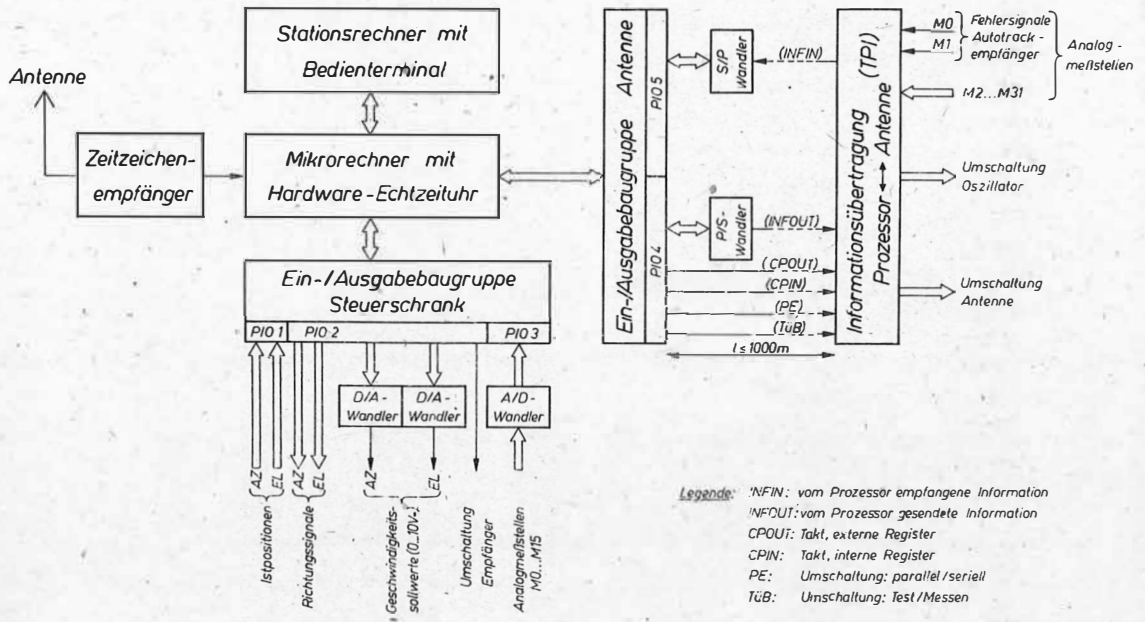 Antenne
Zeitzeichen-
empfänger
Stationsrechner mit
Bedienterminal
Mikrorechner mit
Hardware-Echtzeituhr
Ein-/Ausgabebaugruppe
Steuerschrank
PIO 1
PIO 2
PIO 3
D/A-
Wandler
D/A-
Wandler
A/D-
Wandler
AZ
EL
AZ
EL
AZ
EL
Istpositionen
Richtungssignale
Geschwindigkeits-
sollwerte (0...10V-)
Umschaltung
Empfänger
Analogmeßstellen
M0...M15
Ein-/Ausgabebaugruppe Antenne
PIO 5
PIO 4
S/P
Wandler
P/S-
Wandler
(INFIN)
(INFOUT)
(CPOUT)
(CPIN)
(PE)
(TüB)
l ≤ 1000m
Informationsübertragung (TPI)
Prozessor ↔ Antenne
M0
M1
Fehlersignale
Autotrack-
empfänger
M2...M31
Analog-
meßstellen
Umschaltung
Oszillator
Umschaltung
Antenne
Legende:
INFIN: vom Prozessor empfangene Information
INFOUT: vom Prozessor gesendete Information
CPOUT: Takt, externe Register
CPIN: Takt, interne Register
PE: Umschaltung: parallel/seriell
TüB: Umschaltung: Test/Messen